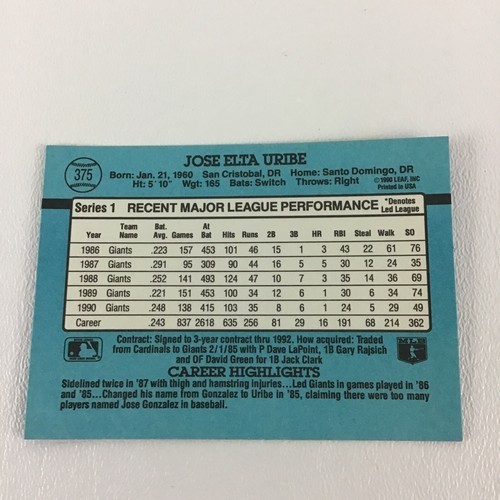 375
JOSE ELTA URIBE
Born: Jan. 21, 1960 San Cristobal, DR Home: Santo Domingo, DR
Ht: 5'10" Wgt: 165 Bats: Switch Throws: Right
© 1990 LEAF, INC
Printed in USA
Series 1 RECENT MAJOR LEAGUE PERFORMANCE *Denotes Led League
Year Team Name Bat. Avg. Games At Bat Hits Runs 2B 3B HR RBI Steal Walk SO
1986 Giants .223 157 453 101 46 15 1 3 43 22 61 76
1987 Giants .291 95 309 90 44 16 5 5 30 12 24 35
1988 Giants .252 141 493 124 47 10 7 3 35 14 36 69
1989 Giants .221 151 453 100 34 12 6 1 30 6 34 74
1990 Giants .248 138 415 103 35 8 6 1 24 5 29 49
Career .243 837 2618 635 256 81 29 16 191 68 214 362
Contract: Signed to 3-year contract thru 1992. How acquired: Traded
from Cardinals to Giants 2/1/85 with P Dave LaPoint, 1B Gary Rajsich
and OF David Green for 1B Jack Clark
MLB
CAREER HIGHLIGHTS
Sidelined twice in '87 with thigh and hamstring injuries...Led Giants in games played in '86
and '85...Changed his name from Gonzalez to Uribe in '85, claiming there were too many
players named Jose Gonzalez in baseball.